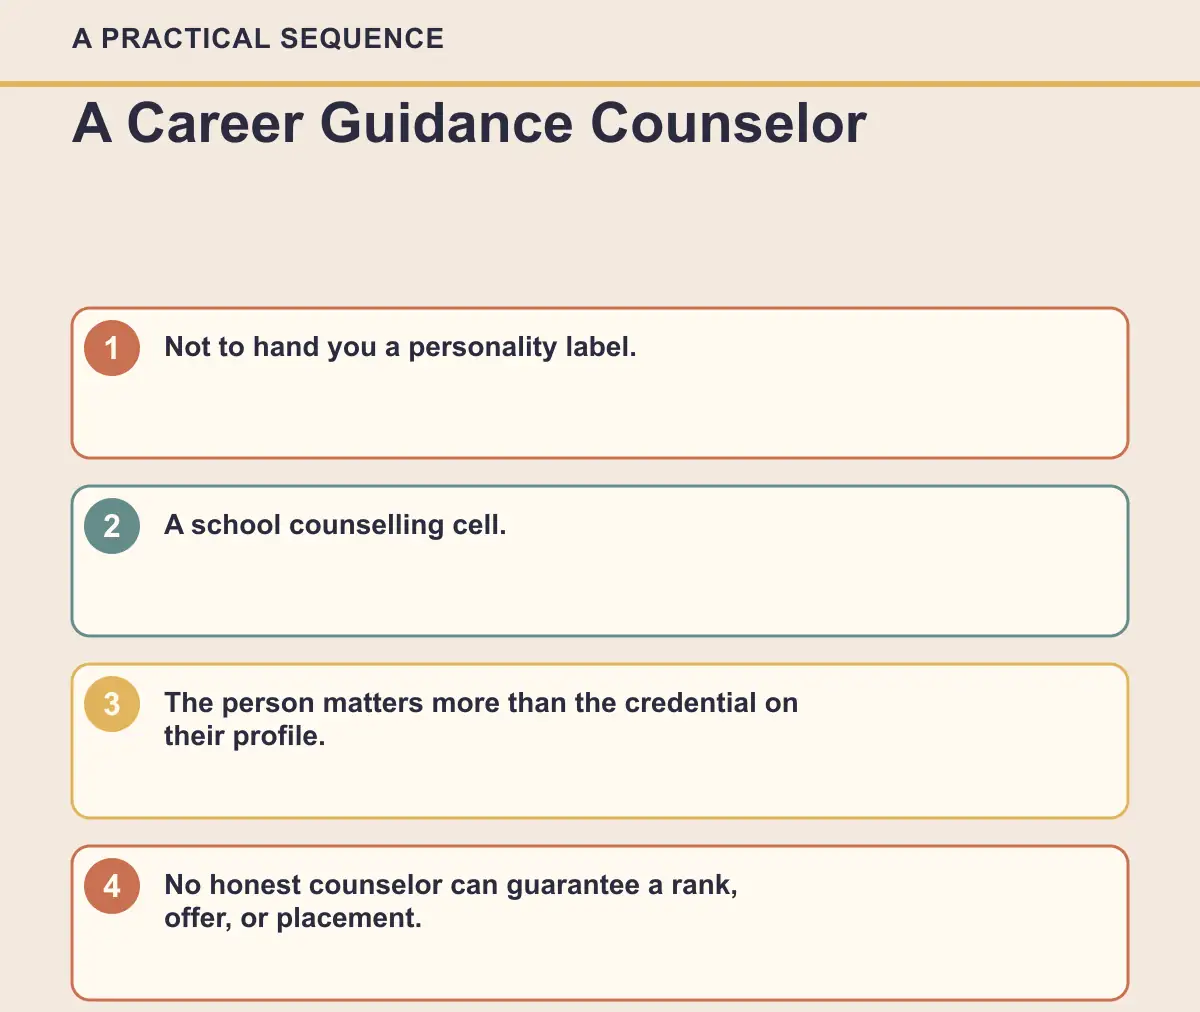 A PRACTICAL SEQUENCE
A Career Guidance Counselor
1
Not to hand you a personality label.
2
A school counselling cell.
3
The person matters more than the credential on
their profile.
4
No honest counselor can guarantee a rank,
offer, or placement.